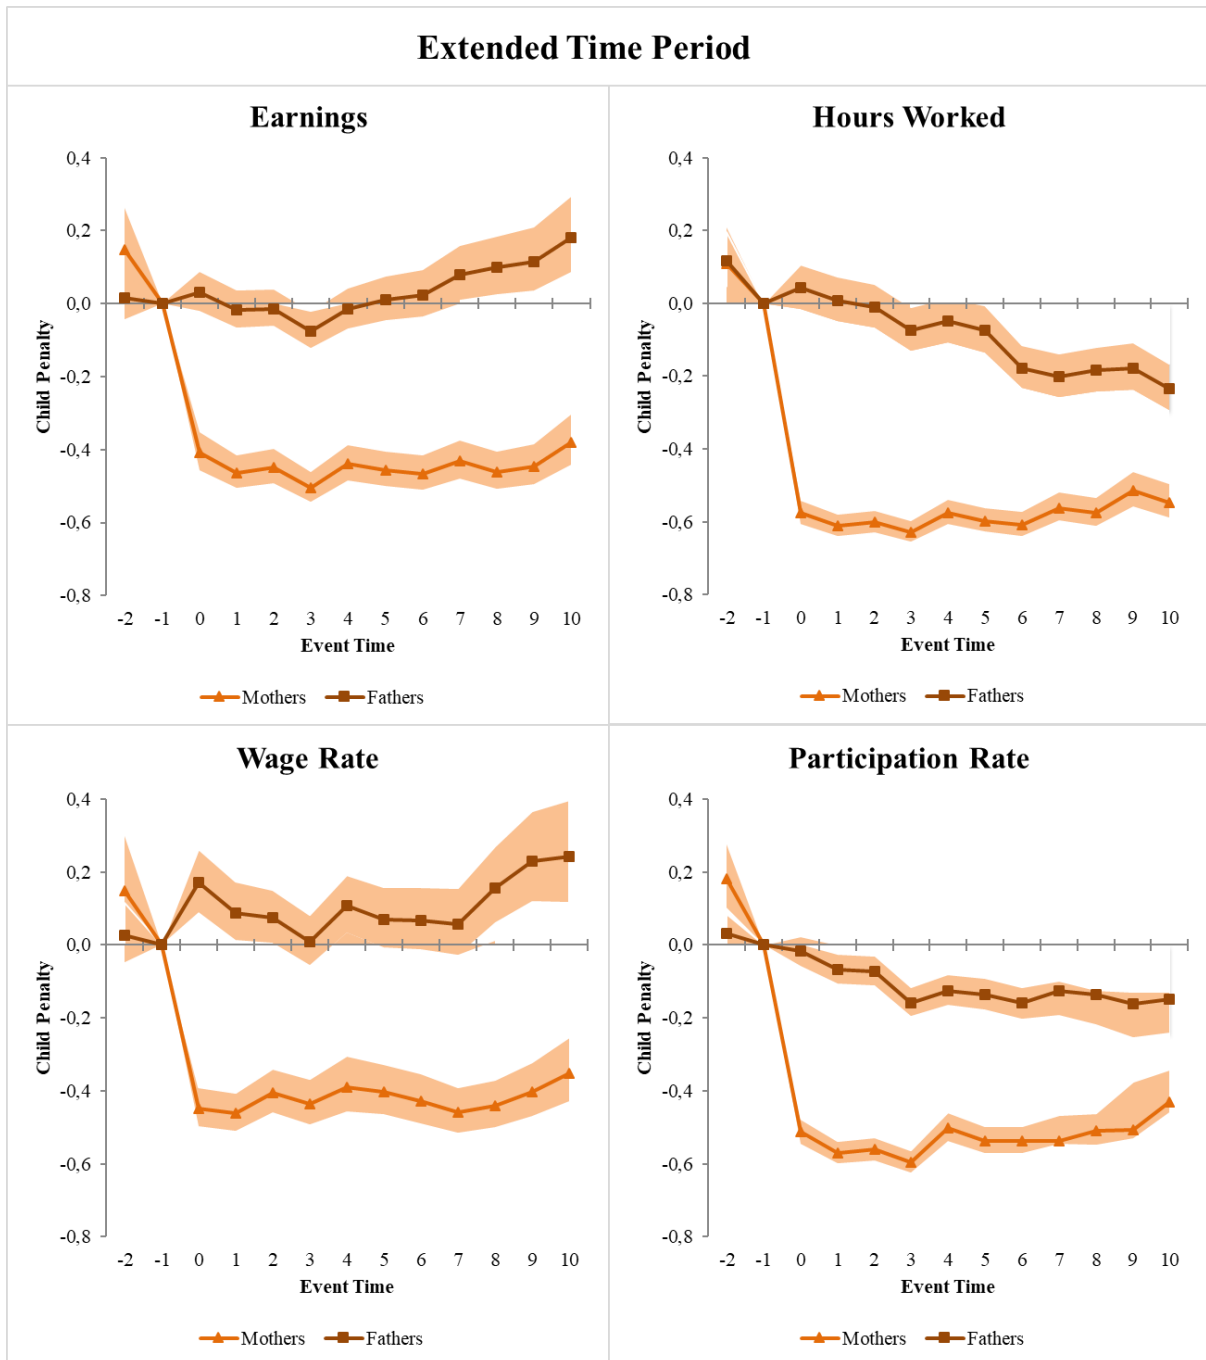 Extended Time Period
Earnings
0,4
0,2
0,0
-0,2
-0,4
-0,6
-0,8
Child Penalty
-2 -1 0 1 2 3 4 5 6 7 8 9 10
Event Time
Mothers Fathers
Hours Worked
0,4
0,2
0,0
-0,2
-0,4
-0,6
-0,8
Child Penalty
-2 -1 0 1 2 3 4 5 6 7 8 9 10
Event Time
Mothers Fathers
Wage Rate
0,4
0,2
0,0
-0,2
-0,4
-0,6
-0,8
Child Penalty
-2 -1 0 1 2 3 4 5 6 7 8 9 10
Event Time
Mothers Fathers
Participation Rate
0,4
0,2
0,0
-0,2
-0,4
-0,6
-0,8
Child Penalty
-2 -1 0 1 2 3 4 5 6 7 8 9 10
Event Time
Mothers Fathers